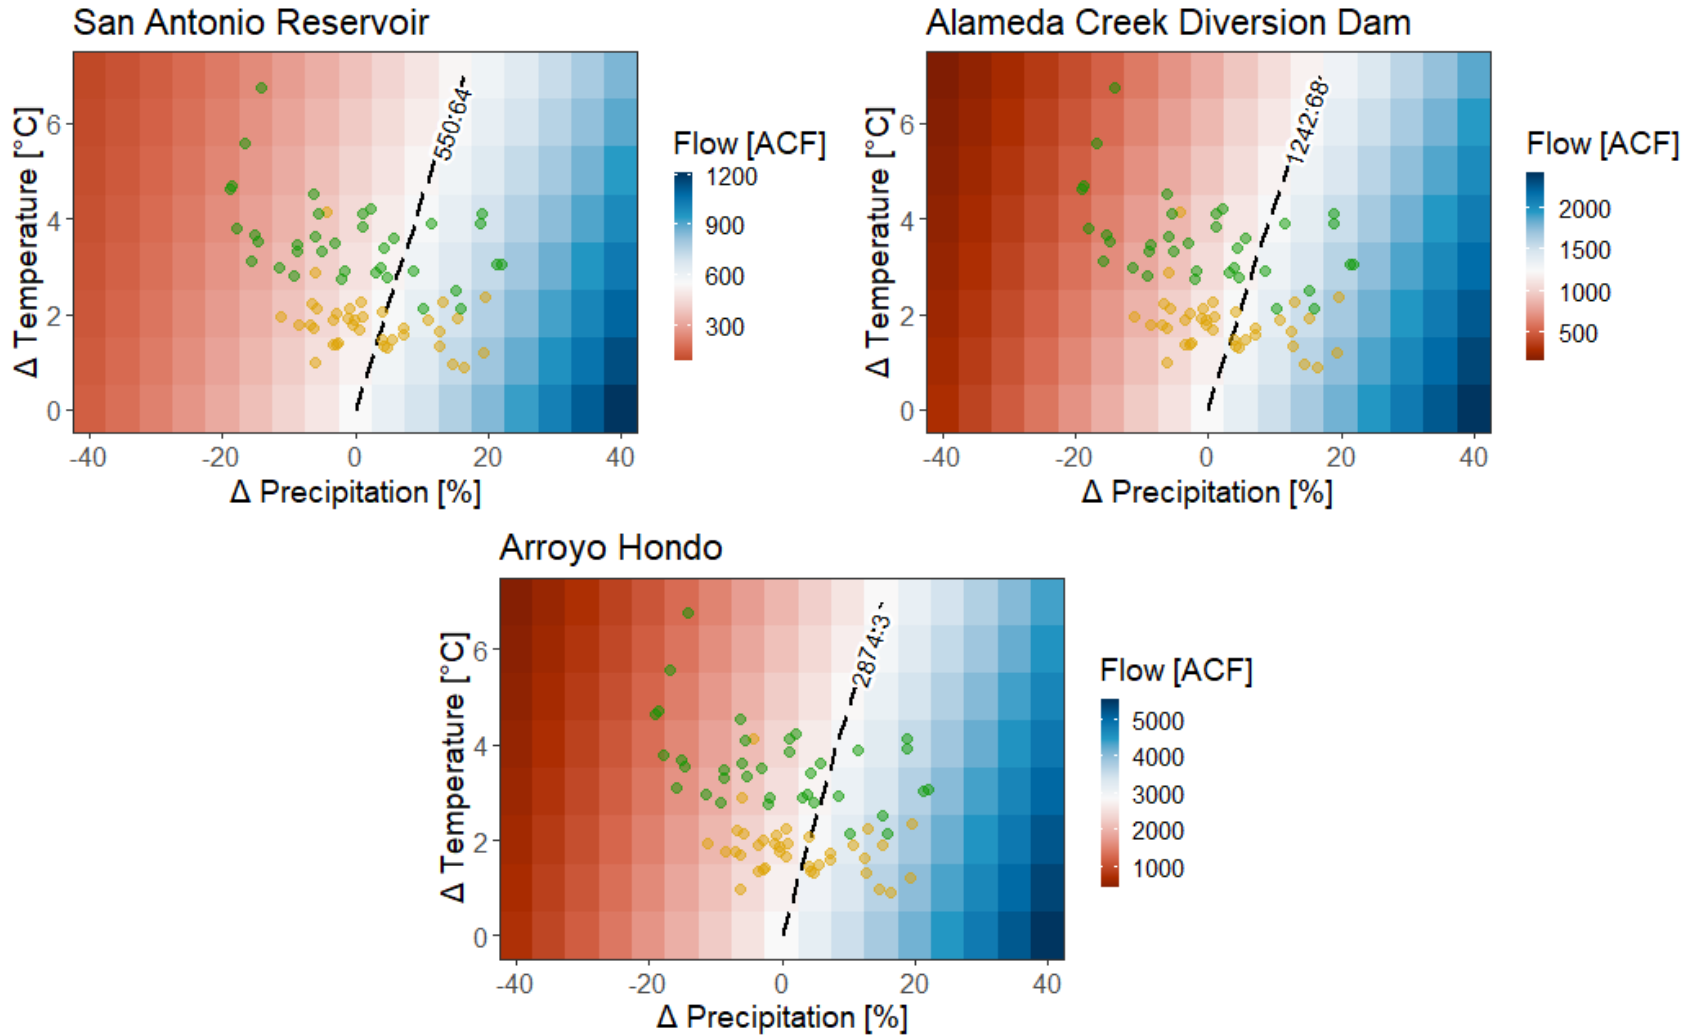 San Antonio Reservoir
Δ Temperature [°C]
6
4
2
0
-40 -20 0 20 40
Δ Precipitation [%]
550:64
Flow [ACF]
1200
900
600
300
Alameda Creek Diversion Dam
Δ Temperature [°C]
6
4
2
0
-40 -20 0 20 40
Δ Precipitation [%]
1242:68
Flow [ACF]
2000
1500
1000
500
Arroyo Hondo
Δ Temperature [°C]
6
4
2
0
-40 -20 0 20 40
Δ Precipitation [%]
2874:3
Flow [ACF]
5000
4000
3000
2000
1000